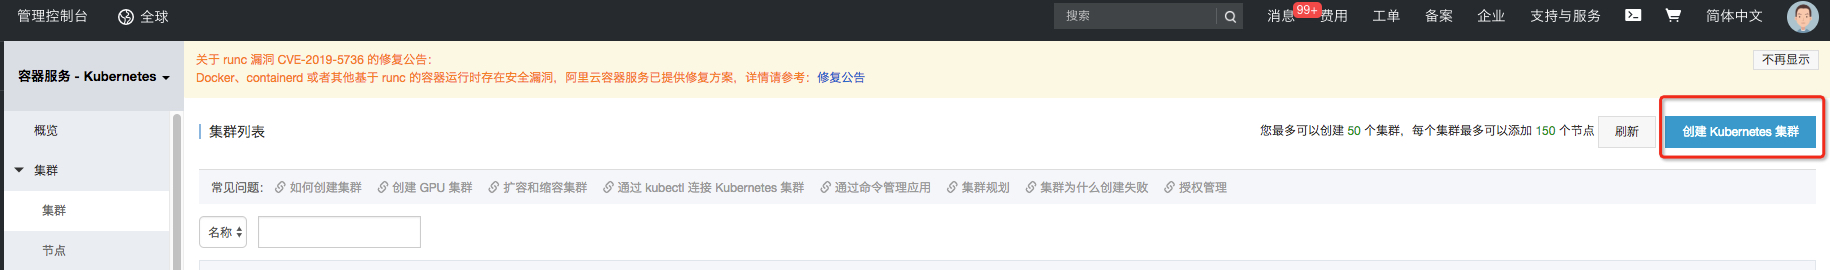 管理控制台 全球 搜索 消息 99+ 费用 工单 备案 企业 支持与服务 简体中文
容器服务 - Kubernetes
关于 runc 漏洞 CVE-2019-5736 的修复公告：
Docker、containerd 或者其他基于 runc 的容器运行时存在安全漏洞，阿里云容器服务已提供修复方案，详情请参考：修复公告
不再显示
概览
集群
集群
节点
集群列表
您最多可以创建 50 个集群，每个集群最多可以添加 150 个节点 刷新 创建 Kubernetes 集群
常见问题： 如何创建集群 创建 GPU 集群 扩容和缩容集群 通过 kubectl 连接 Kubernetes 集群 通过命令管理应用 集群规划 集群为什么创建失败 授权管理
名称